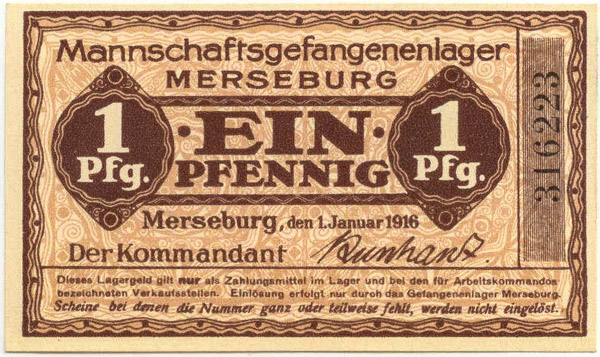 Mannschaftsgefangenenlager
MERSEBURG
1 Pfg.
·EIN·
PFENNIG
1 Pfg.
316223
Merseburg, den 1. Januar 1916
Der Kommandant
Dieses Lagergeld gilt nur als Zahlungsmittel im Lager und bei den für Arbeitskommandos
bezeichneten Verkaufsstellen. Einlösung erfolgt nur durch das Gefangenenlager Merseburg.
Scheine bei denen die Nummer ganz oder teilweise fehlt, werden nicht eingelöst.